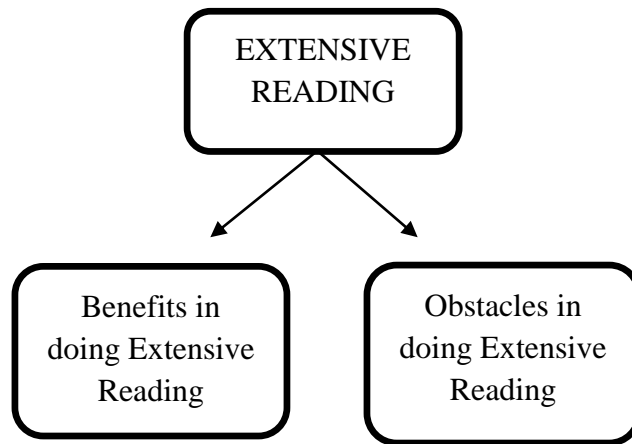 EXTENSIVE
READING
Benefits in
doing Extensive
Reading
Obstacles in
doing Extensive
Reading